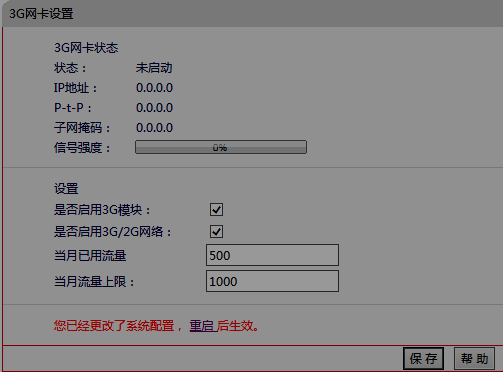 3G网卡设置
3G网卡状态
状态： 未启动
IP地址： 0.0.0.0
P-t-P： 0.0.0.0
子网掩码： 0.0.0.0
信号强度： 0%
设置
是否启用3G模块：
是否启用3G/2G网络：
当月已用流量 500
当月流量上限： 1000
您已经更改了系统配置， 重启 后生效。
保 存 帮 助